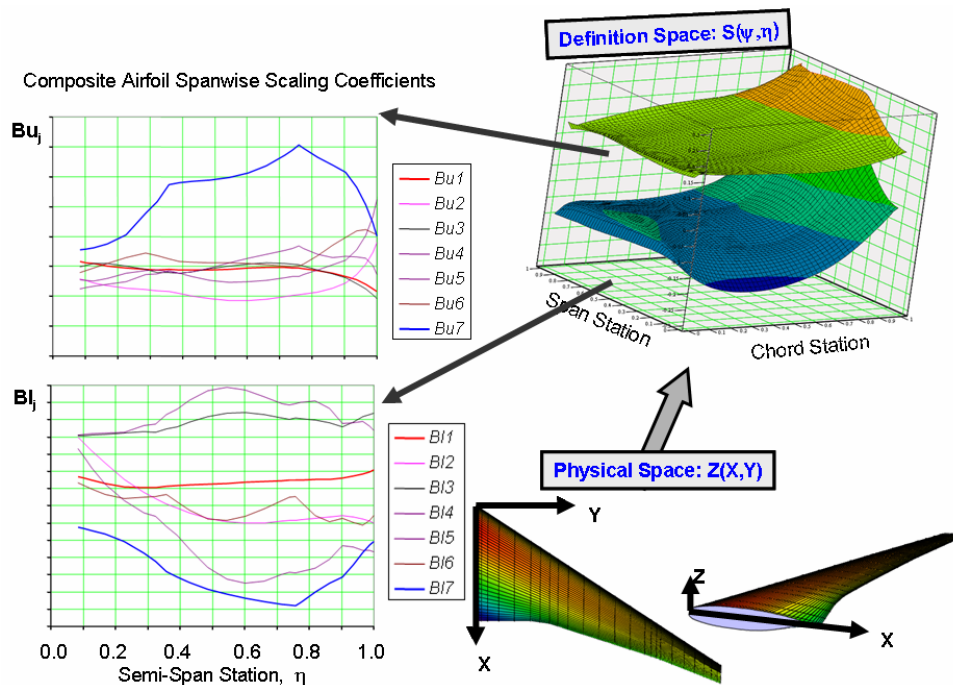 Definition Space: S(ψ,η)
Composite Airfoil Spanwise Scaling Coefficients
Buj
Bu1
Bu2
Bu3
Bu4
Bu5
Bu6
Bu7
Span Station
Chord Station
Blj
Bl1
Bl2
Bl3
Bl4
Bl5
Bl6
Bl7
Physical Space: Z(X,Y)
Y
X
Z
X
0.0 0.2 0.4 0.6 0.8 1.0
Semi-Span Station, η